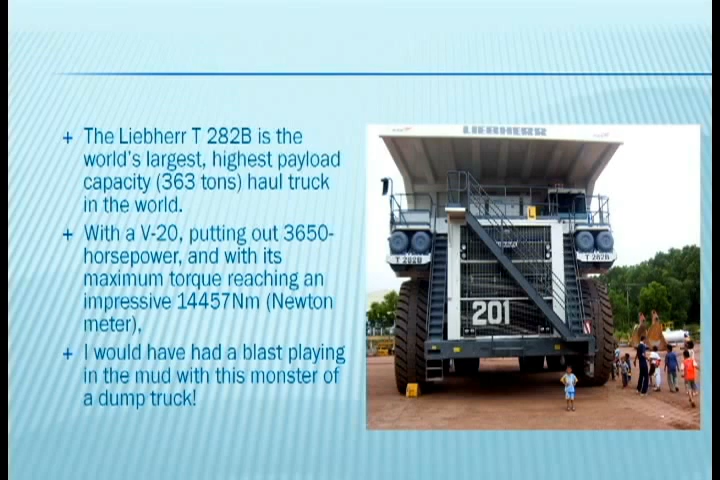 + The Liebherr T 282B is the
world's largest, highest payload
capacity (363 tons) haul truck
in the world.
+ With a V-20, putting out 3650-
horsepower, and with its
maximum torque reaching an
impressive 14457Nm (Newton
meter),
+ I would have had a blast playing
in the mud with this monster of
a dump truck!
LIEBHERR
L
T 282B
T 282B
201